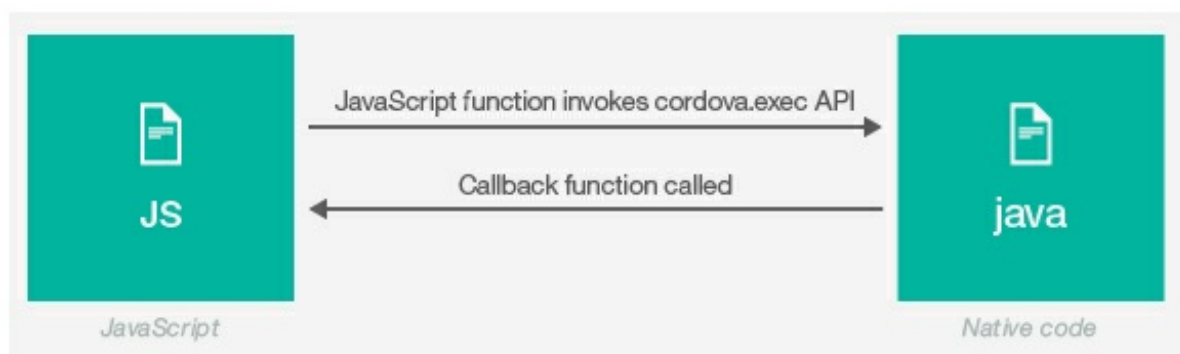 JavaScript function invokes cordova.exec API
Callback function called
JS
java
JavaScript
Native code